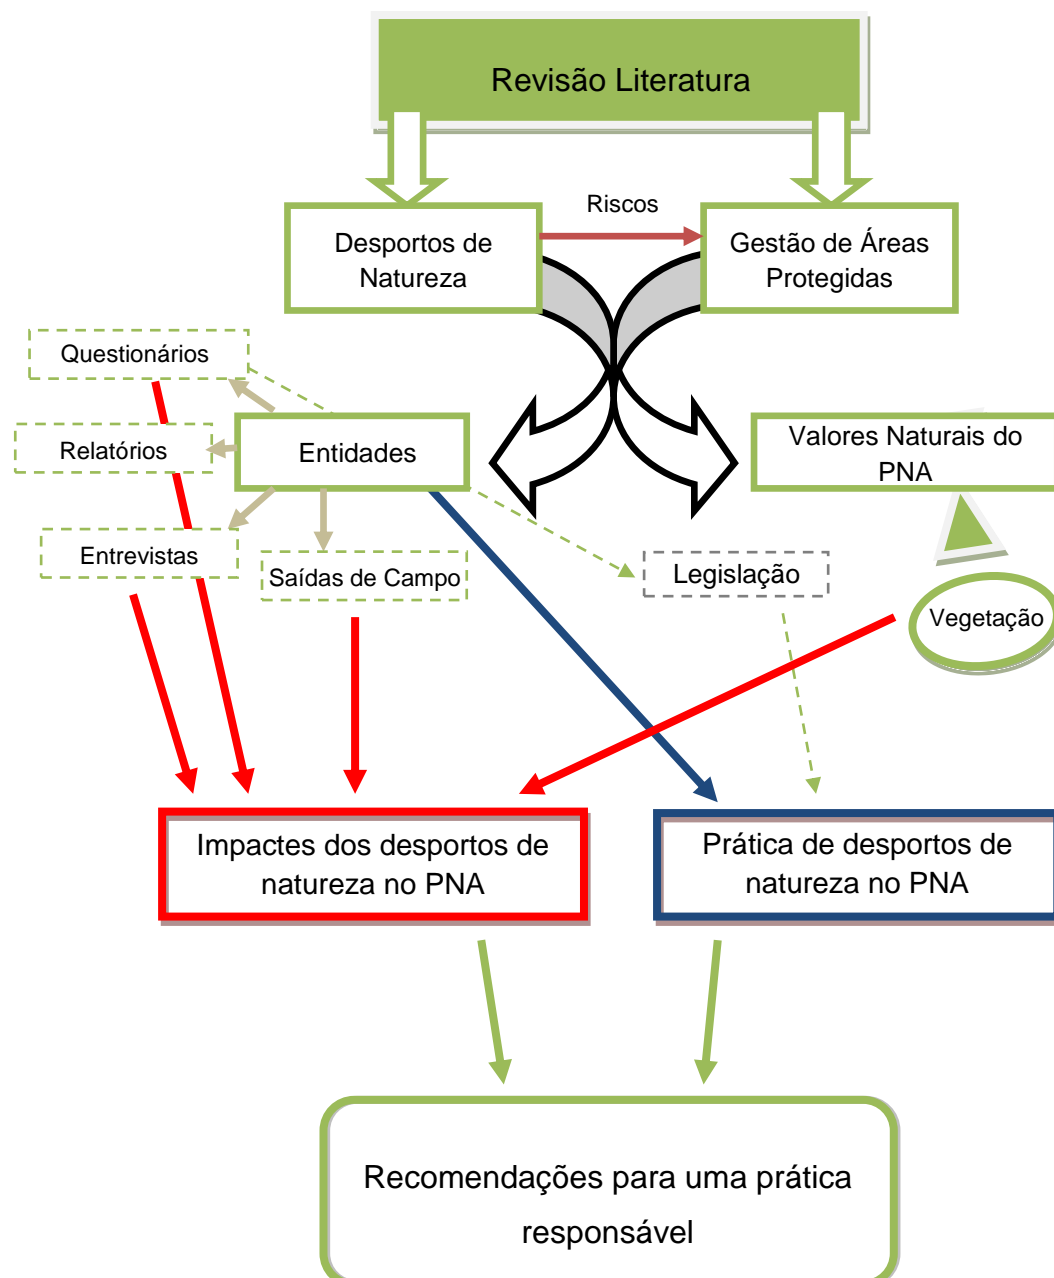 Revisão Literatura
Riscos
Desportos de
Natureza
Gestão de Áreas
Protegidas
Questionários
Relatórios
Entidades
Valores Naturais do
PNA
Entrevistas
Saídas de Campo
Legislação
Vegetação
Impactes dos desportos de
natureza no PNA
Prática de desportos de
natureza no PNA
Recomendações para uma prática
responsável